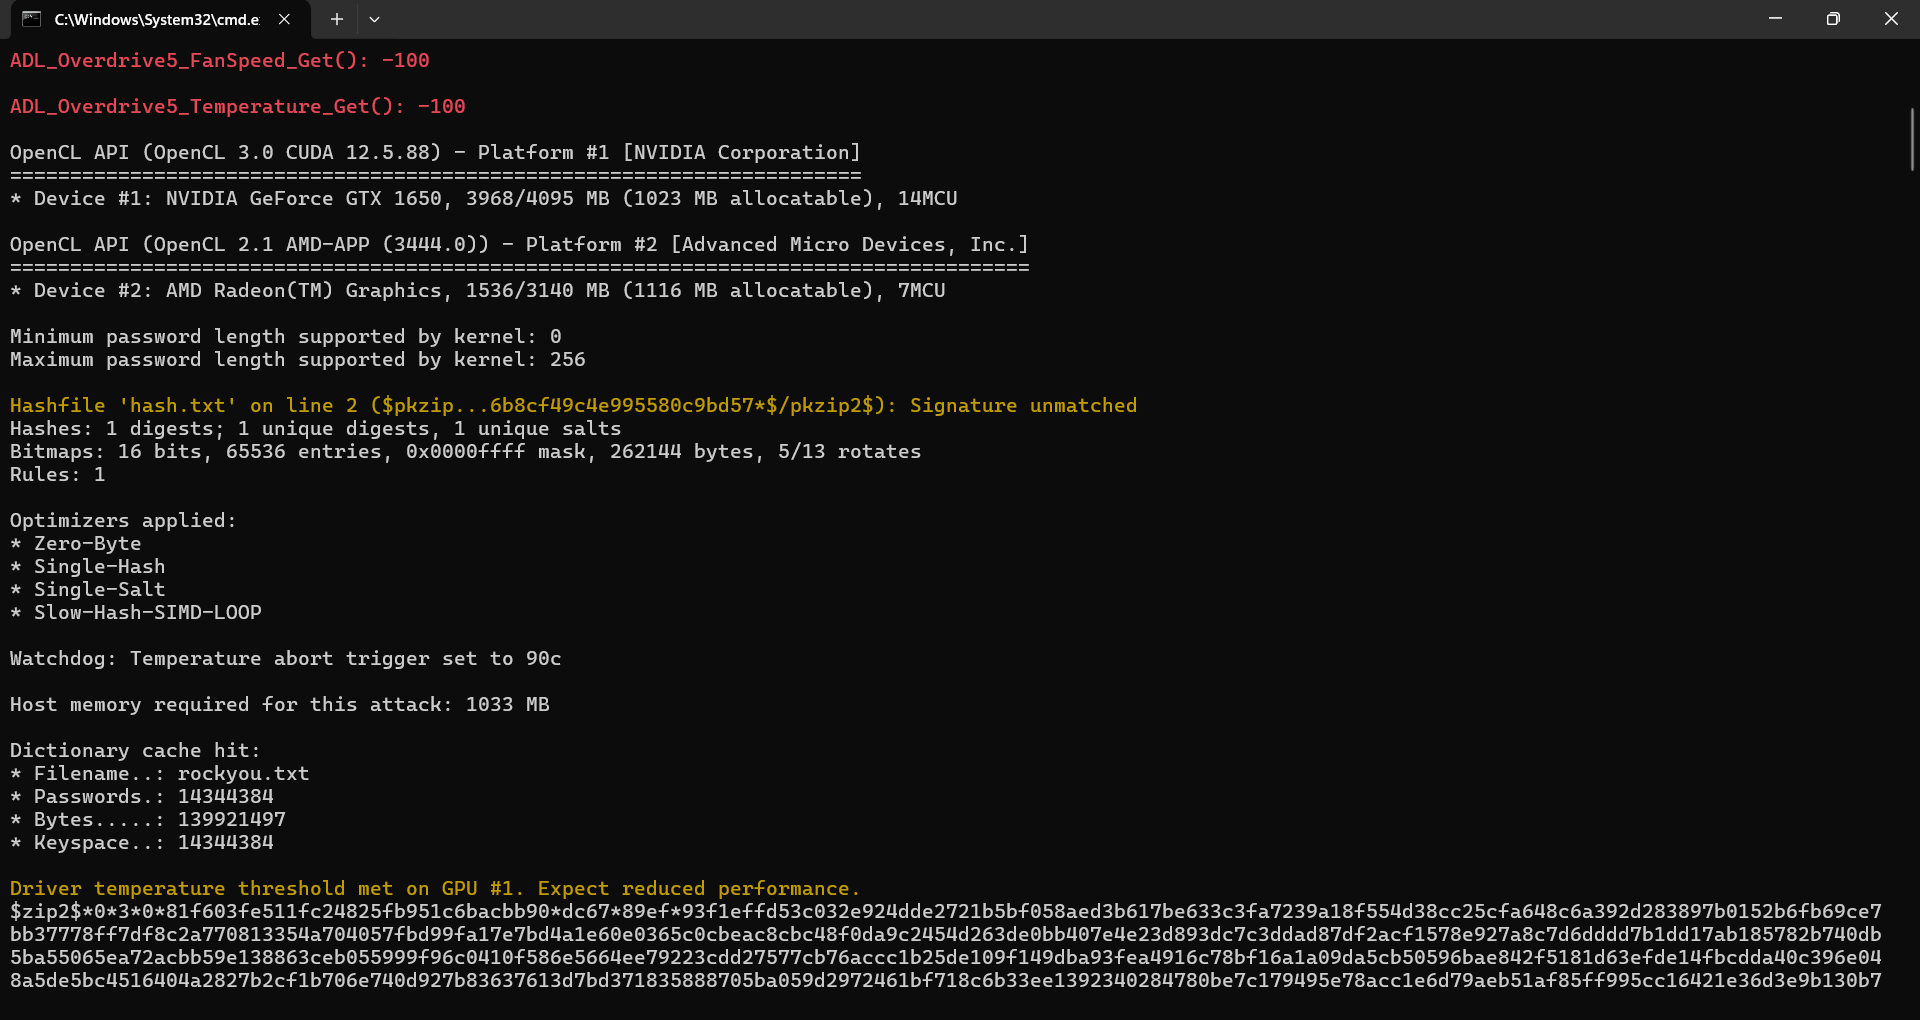 C:\Windows\System32\cmd.e
ADL_Overdrive5_FanSpeed_Get(): -100
ADL_Overdrive5_Temperature_Get(): -100
OpenCL API (OpenCL 3.0 CUDA 12.5.88) - Platform #1 [NVIDIA Corporation]
=======================================================================
* Device #1: NVIDIA GeForce GTX 1650, 3968/4095 MB (1023 MB allocatable), 14MCU
OpenCL API (OpenCL 2.1 AMD-APP (3444.0)) - Platform #2 [Advanced Micro Devices, Inc.]
=====================================================================================
* Device #2: AMD Radeon(TM) Graphics, 1536/3140 MB (1116 MB allocatable), 7MCU
Minimum password length supported by kernel: 0
Maximum password length supported by kernel: 256
Hashfile 'hash.txt' on line 2 ($pkzip...6b8cf49c4e995580c9bd57*$/pkzip2$): Signature unmatched
Hashes: 1 digests; 1 unique digests, 1 unique salts
Bitmaps: 16 bits, 65536 entries, 0x0000ffff mask, 262144 bytes, 5/13 rotates
Rules: 1
Optimizers applied:
* Zero-Byte
* Single-Hash
* Single-Salt
* Slow-Hash-SIMD-LOOP
Watchdog: Temperature abort trigger set to 90c
Host memory required for this attack: 1033 MB
Dictionary cache hit:
* Filename..: rockyou.txt
* Passwords.: 14344384
* Bytes.....: 139921497
* Keyspace..: 14344384
Driver temperature threshold met on GPU #1. Expect reduced performance.
$zip2$*0*3*0*81f603fe511fc24825fb951c6bacbb90*dc67*89ef*93f1effd53c032e924dde2721b5bf058aed3b617be633c3fa7239a18f554d38cc25cfa648c6a392d283897b0152b6fb69ce7
bb37778ff7df8c2a770813354a704057fbd99fa17e7bd4a1e60e0365c0cbeac8cbc48f0da9c2454d263de0bb407e4e23d893dc7c3ddad87df2acf1578e927a8c7d6dddd7b1dd17ab185782b740db
5ba55065ea72acbb59e138863ceb055999f96c0410f586e5664ee79223cdd27577cb76accc1b25de109f149dba93fea4916c78bf16a1a09da5cb50596bae842f5181d63efde14fbcdda40c396e04
8a5de5bc4516404a2827b2cf1b706e740d927b83637613d7bd371835888705ba059d2972461bf718c6b33ee1392340284780be7c179495e78acc1e6d79aeb51af85ff995cc16421e36d3e9b130b7